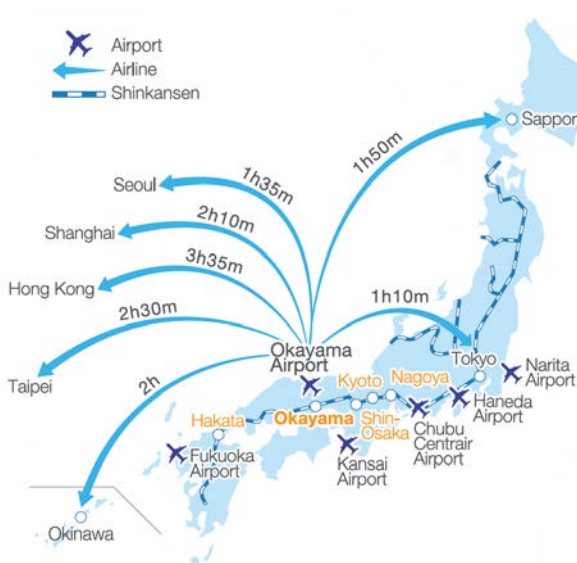 Airport
Airline
Shinkansen
Sappor
1h50m
Seoul
1h35m
Shanghai
2h10m
Hong Kong
3h35m
2h30m
Taipei
1h10m
2h
Okayama
Airport
Tokyo
Narita
Airport
Kyoto
Nagoya
Haneda
Airport
Hakata
Okayama
Shin-
Osaka
Chubu
Centrair
Airport
Fukuoka
Airport
Kansai
Airport
Okinawa